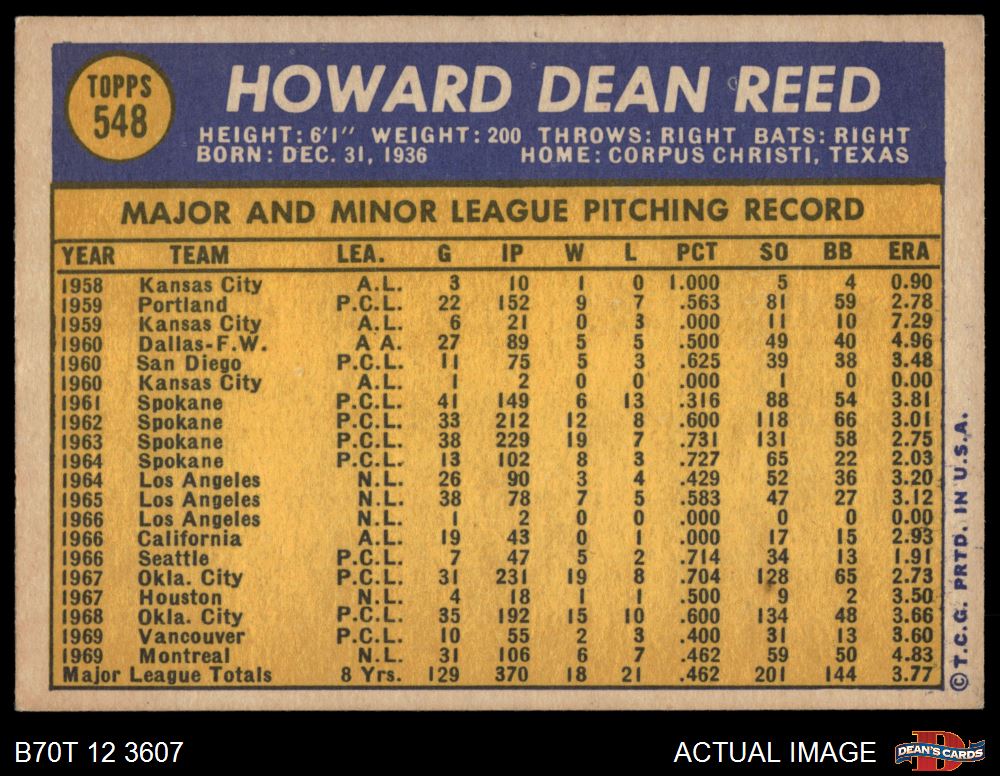 TOPPS
548
HOWARD DEAN REED
HEIGHT: 6'1" WEIGHT: 200 THROWS: RIGHT BATS: RIGHT
BORN: DEC. 31, 1936 HOME: CORPUS CHRISTI, TEXAS
MAJOR AND MINOR LEAGUE PITCHING RECORD
YEAR TEAM LEA. G IP W L PCT SO BB ERA
1958 Kansas City A.L. 3 10 1 0 1.000 5 4 0.90
1959 Portland P.C.L. 22 152 9 7 .563 81 59 2.78
1959 Kansas City A.L. 6 21 0 3 .000 11 10 7.29
1960 Dallas-F.W. A A. 27 89 5 5 .500 49 40 4.96
1960 San Diego P.C.L. 11 75 5 3 .625 39 38 3.48
1960 Kansas City A.L. 1 2 0 0 .000 1 0 0.00
1961 Spokane P.C.L. 41 149 6 13 .316 88 54 3.81
1962 Spokane P.C.L. 33 212 12 8 .600 118 66 3.01
1963 Spokane P.C.L. 38 229 19 7 .731 131 58 2.75
1964 Spokane P.C.L. 13 102 8 3 .727 65 22 2.03
1964 Los Angeles N.L. 26 90 3 4 .429 52 36 3.20
1965 Los Angeles N.L. 38 78 7 5 .583 47 27 3.12
1966 Los Angeles N.L. 1 2 0 0 .000 0 0 0.00
1966 California A.L. 19 43 0 1 .000 17 15 2.93
1966 Seattle P.C.L. 7 47 5 2 .714 34 13 1.91
1967 Okla. City P.C.L. 31 231 19 8 .704 128 65 2.73
1967 Houston N.L. 4 18 1 1 .500 9 2 3.50
1968 Okla. City P.C.L. 35 192 15 10 .600 134 48 3.66
1969 Vancouver P.C.L. 10 55 2 3 .400 31 13 3.60
1969 Montreal N.L. 31 106 6 7 .462 59 50 4.83
Major League Totals 8 Yrs. 129 370 18 21 .462 201 144 3.77
©T.C.G. PRTD. IN U.S.A.
B70T 12 3607 ACTUAL IMAGE
DEAN'S CARDS